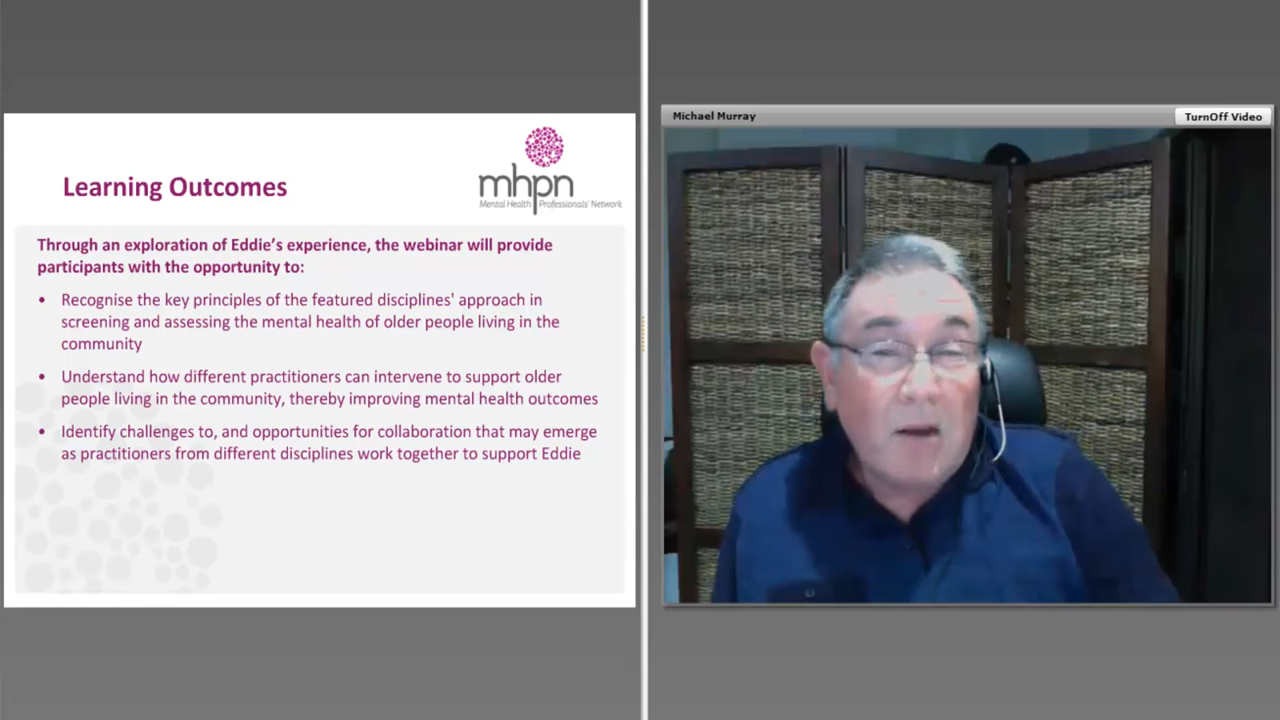 Learning Outcomes
mhpn
Mental Health Professionals' Network
Through an exploration of Eddie's experience, the webinar will provide
participants with the opportunity to:
• Recognise the key principles of the featured disciplines' approach in
screening and assessing the mental health of older people living in the
community
• Understand how different practitioners can intervene to support older
people living in the community, thereby improving mental health outcomes
• Identify challenges to, and opportunities for collaboration that may emerge
as practitioners from different disciplines work together to support Eddie
Michael Murray
TurnOff Video